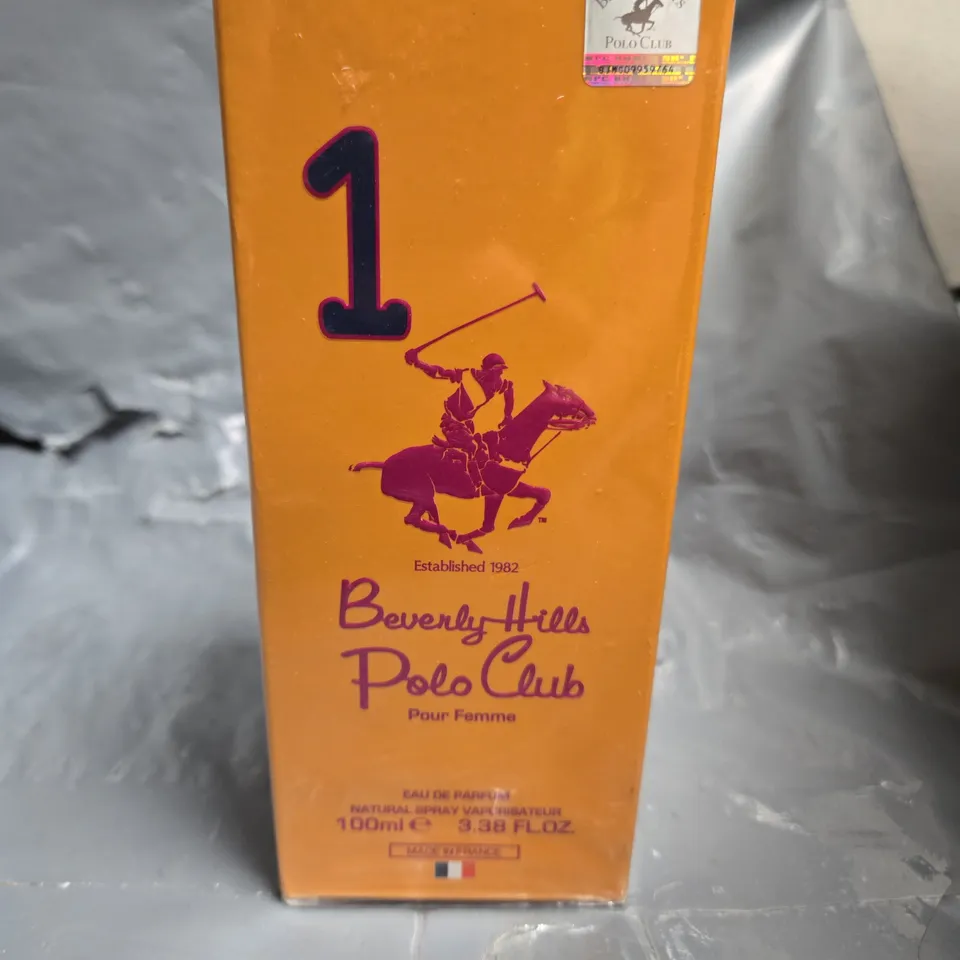 POLO CLUB
1
TM
Established 1982
Beverly Hills
Polo Club
Pour Femme
EAU DE PARFUM
NATURAL SPRAY VAPORISATEUR
100ml ℮ 3.38 FL.OZ.
MADE IN FRANCE